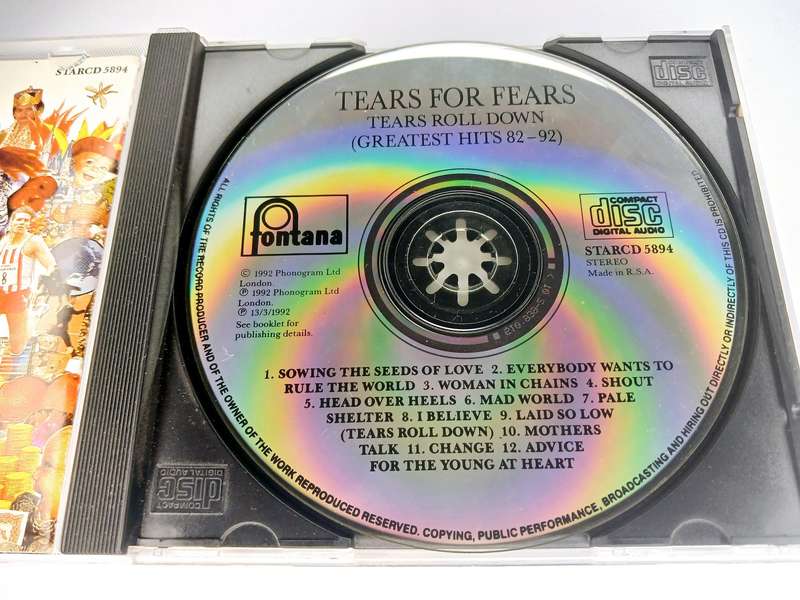 STARCD 5894
8
TEARS FOR FEARS
TEARS ROLL DOWN
(GREATEST HITS 82–92)
fontana
COMPACT
disc
DIGITAL AUDIO
STARCD 5894
STEREO
Made in R.S.A.
© 1992 Phonogram Ltd
London.
℗ 1992 Phonogram Ltd
London.
℗ 13/3/1992
See booklet for
publishing details.
1. SOWING THE SEEDS OF LOVE 2. EVERYBODY WANTS TO
RULE THE WORLD 3. WOMAN IN CHAINS 4. SHOUT
5. HEAD OVER HEELS 6. MAD WORLD 7. PALE
SHELTER 8. I BELIEVE 9. LAID SO LOW
(TEARS ROLL DOWN) 10. MOTHERS
TALK 11. CHANGE 12. ADVICE
FOR THE YOUNG AT HEART
ALL RIGHTS OF THE RECORD PRODUCER AND OF THE OWNER OF THE WORK REPRODUCED RESERVED. COPYING, PUBLIC PERFORMANCE, BROADCASTING AND HIRING OUT DIRECTLY OR INDIRECTLY OF THIS CD IS PROHIBITED.
disc
DIGITAL AUDIO
COMPACT
disc
DIGITAL AUDIO